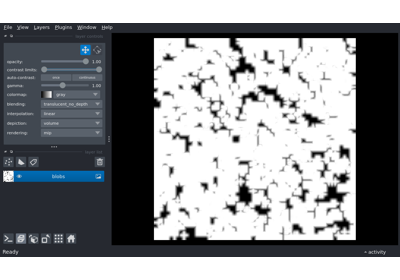 File View Layers Plugins Window Help
opacity: 1.00
contrast limits:
auto-contrast: once continuous
gamma: 1.00
colormap: gray
blending: translucent_no_depth
interpolation: linear
depiction: volume
rendering: mip
blobs
Ready
activity